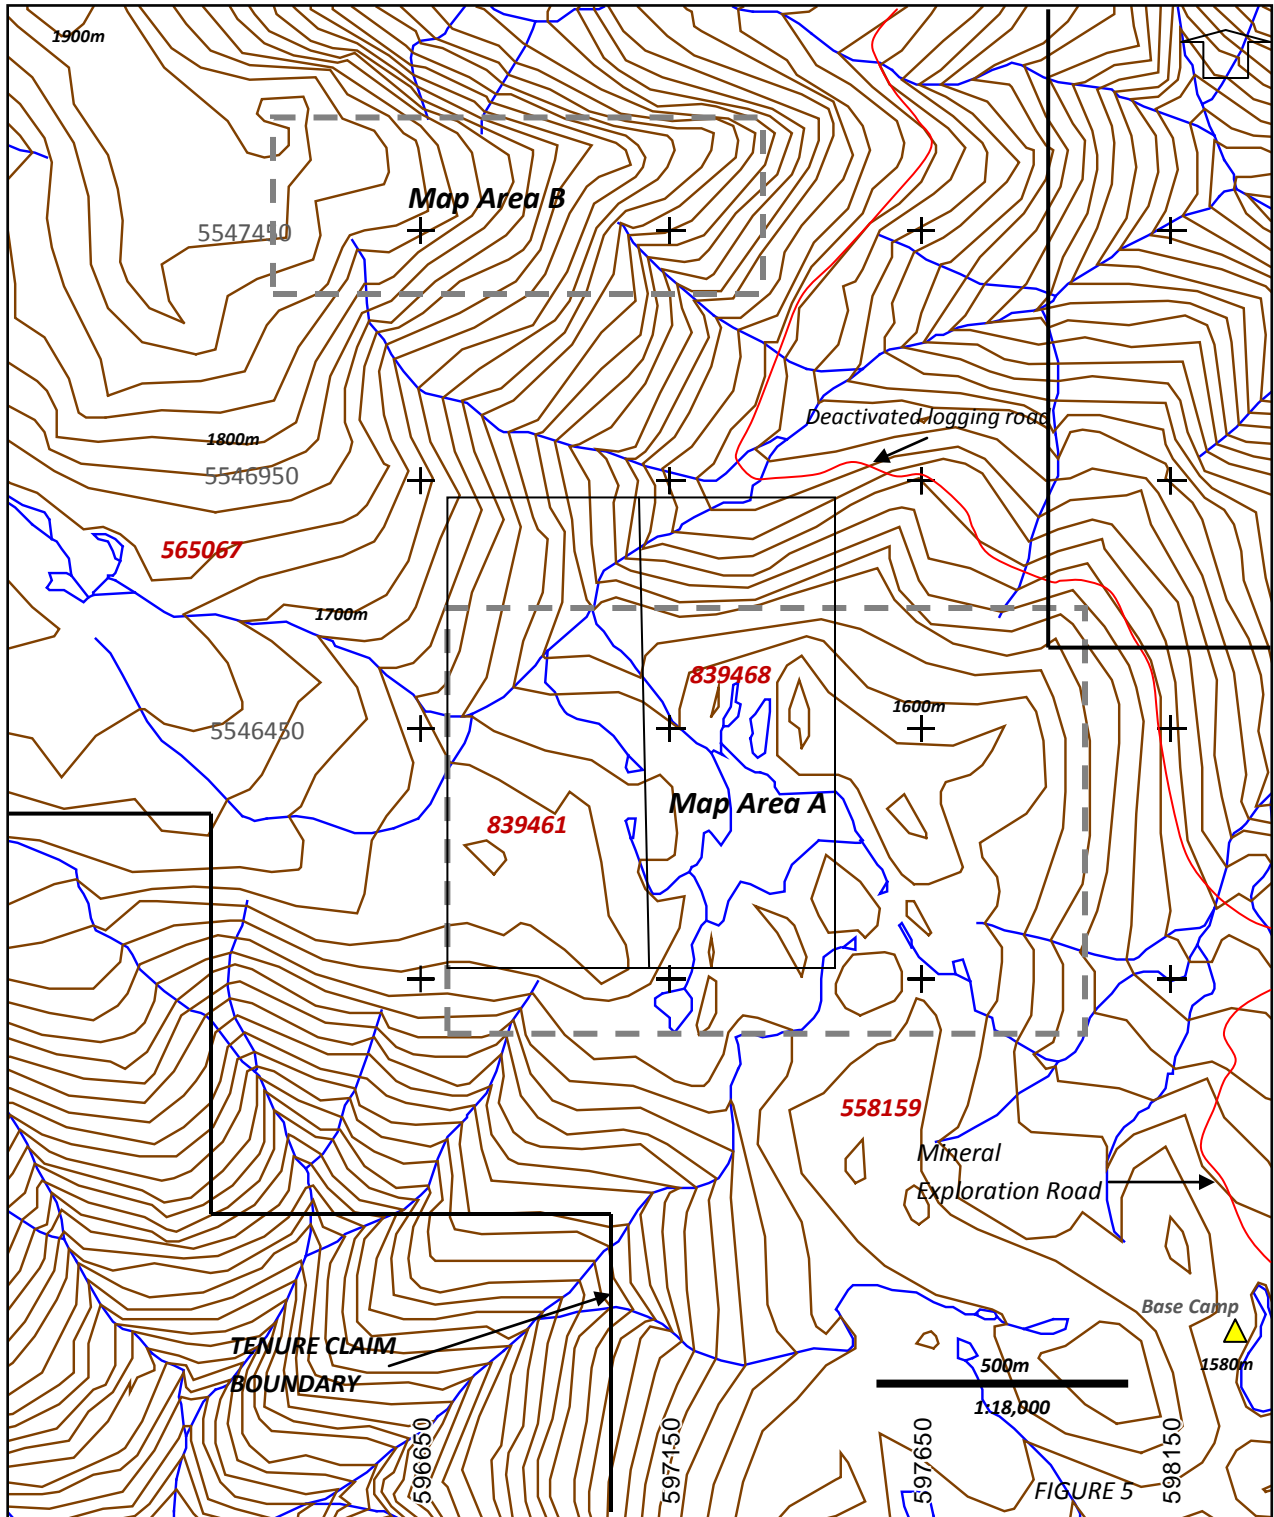 1900m
Map Area B
5547450
Deactivated logging road
1800m
5546950
565067
1700m
839468
1600m
5546450
Map Area A
839461
558159
Mineral
Exploration Road
Base Camp
TENURE CLAIM
BOUNDARY
500m
1580m
1:18,000
596650
597150
597650
598150
FIGURE 5